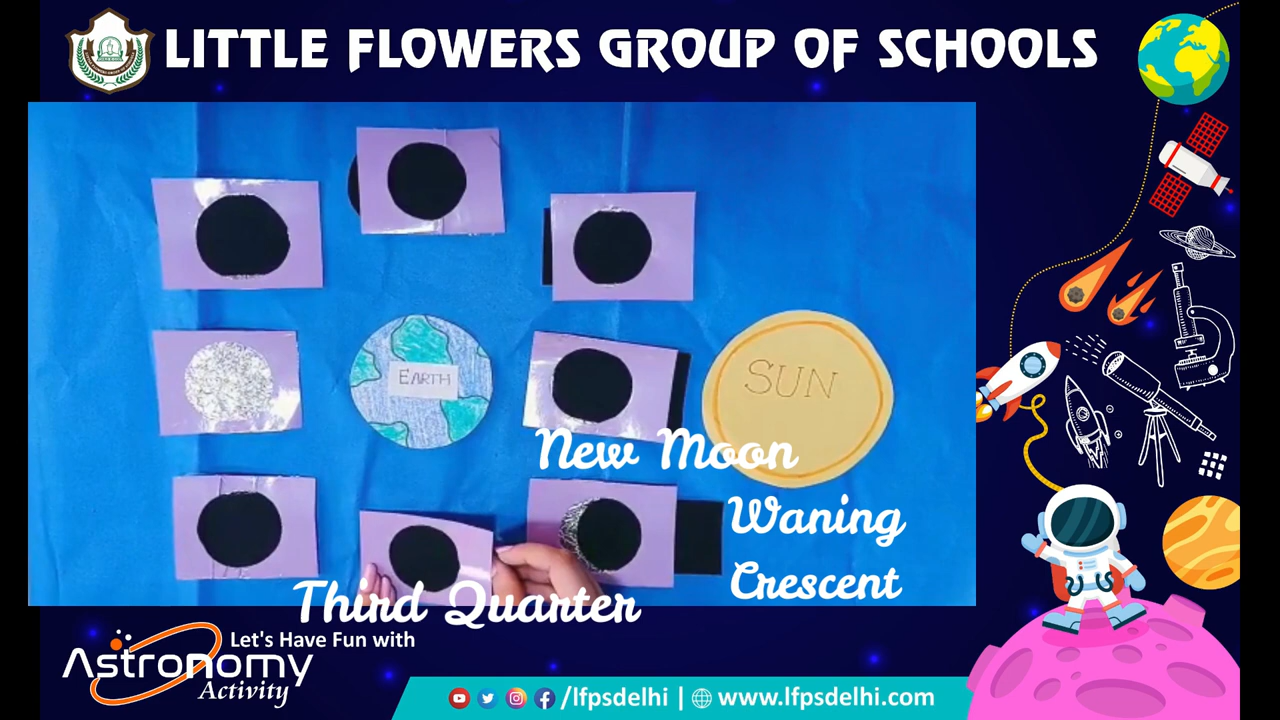 LITTLE FLOWERS GROUP OF SCHOOLS
EARTH
SUN
New Moon
Waning
Crescent
Third Quarter
Let's Have Fun with
Astronomy
Activity
/lfpsdelhi | www.lfpsdelhi.com